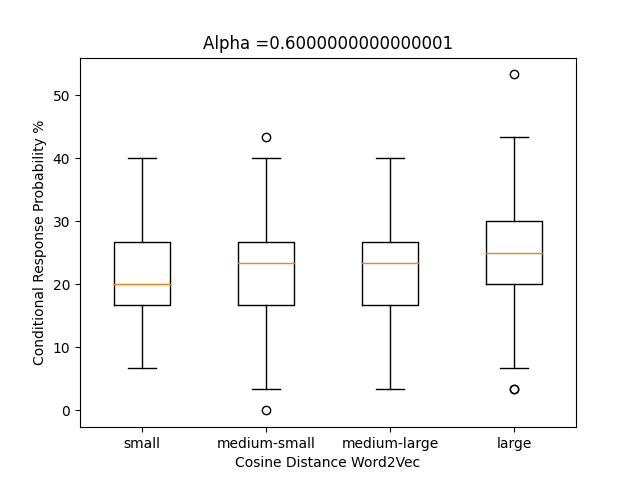 Alpha =0.6000000000000001
50
40
30
20
10
0
Conditional Response Probability %
small medium-small medium-large large
Cosine Distance Word2Vec